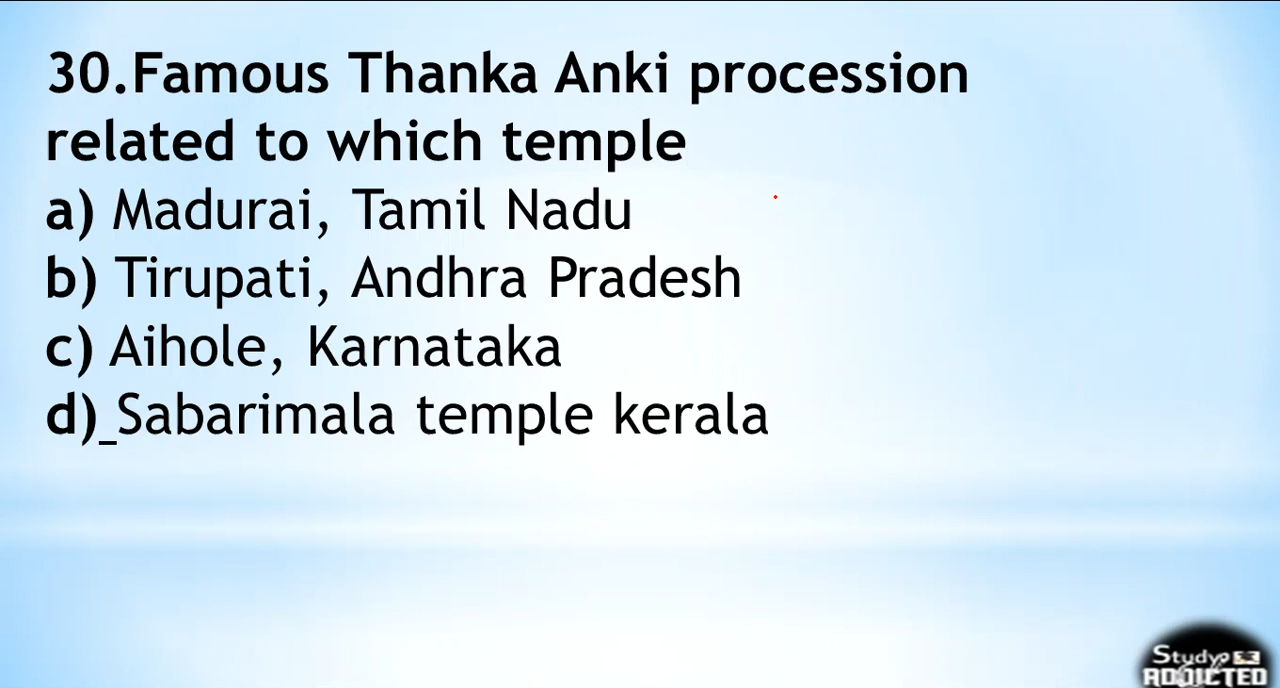 30.Famous Thanka Anki procession
related to which temple
a) Madurai, Tamil Nadu
b) Tirupati, Andhra Pradesh
c) Aihole, Karnataka
d)_Sabarimala temple kerala
Study
ADDICTED